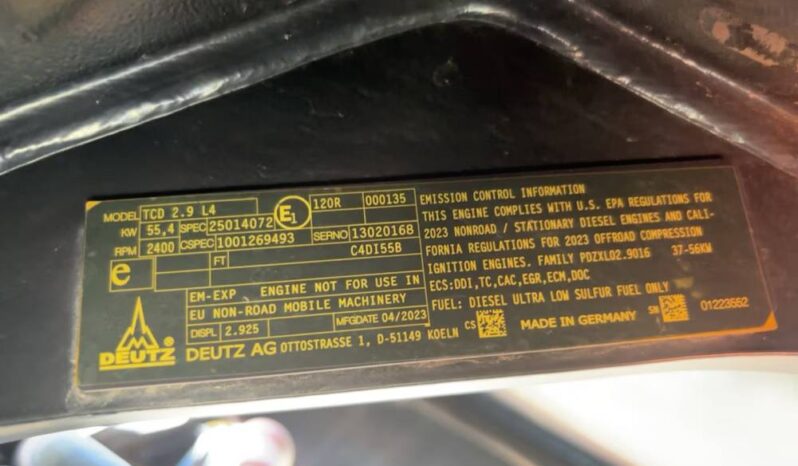 MODEL TCD 2.9 L4
KW 55,4 SPEC 25014072
RPM 2400 CSPEC 1001269493
E1 120R 000135
SERNO 13020168
e FT C4DI55B
EM-EXP ENGINE NOT FOR USE IN
EU NON-ROAD MOBILE MACHINERY
DISPL 2.925 MFGDATE 04/2023
EMISSION CONTROL INFORMATION
THIS ENGINE COMPLIES WITH U.S. EPA REGULATIONS FOR
2023 NONROAD / STATIONARY DIESEL ENGINES AND CALI-
FORNIA REGULATIONS FOR 2023 OFFROAD COMPRESSION
IGNITION ENGINES. FAMILY PDZXL02.9016 37-56KW
ECS:DDI,TC,CAC,EGR,ECM,DOC
FUEL: DIESEL ULTRA LOW SULFUR FUEL ONLY
DEUTZ
DEUTZ AG OTTOSTRASSE 1, D-51149 KOELN CS MADE IN GERMANY SN 01223552